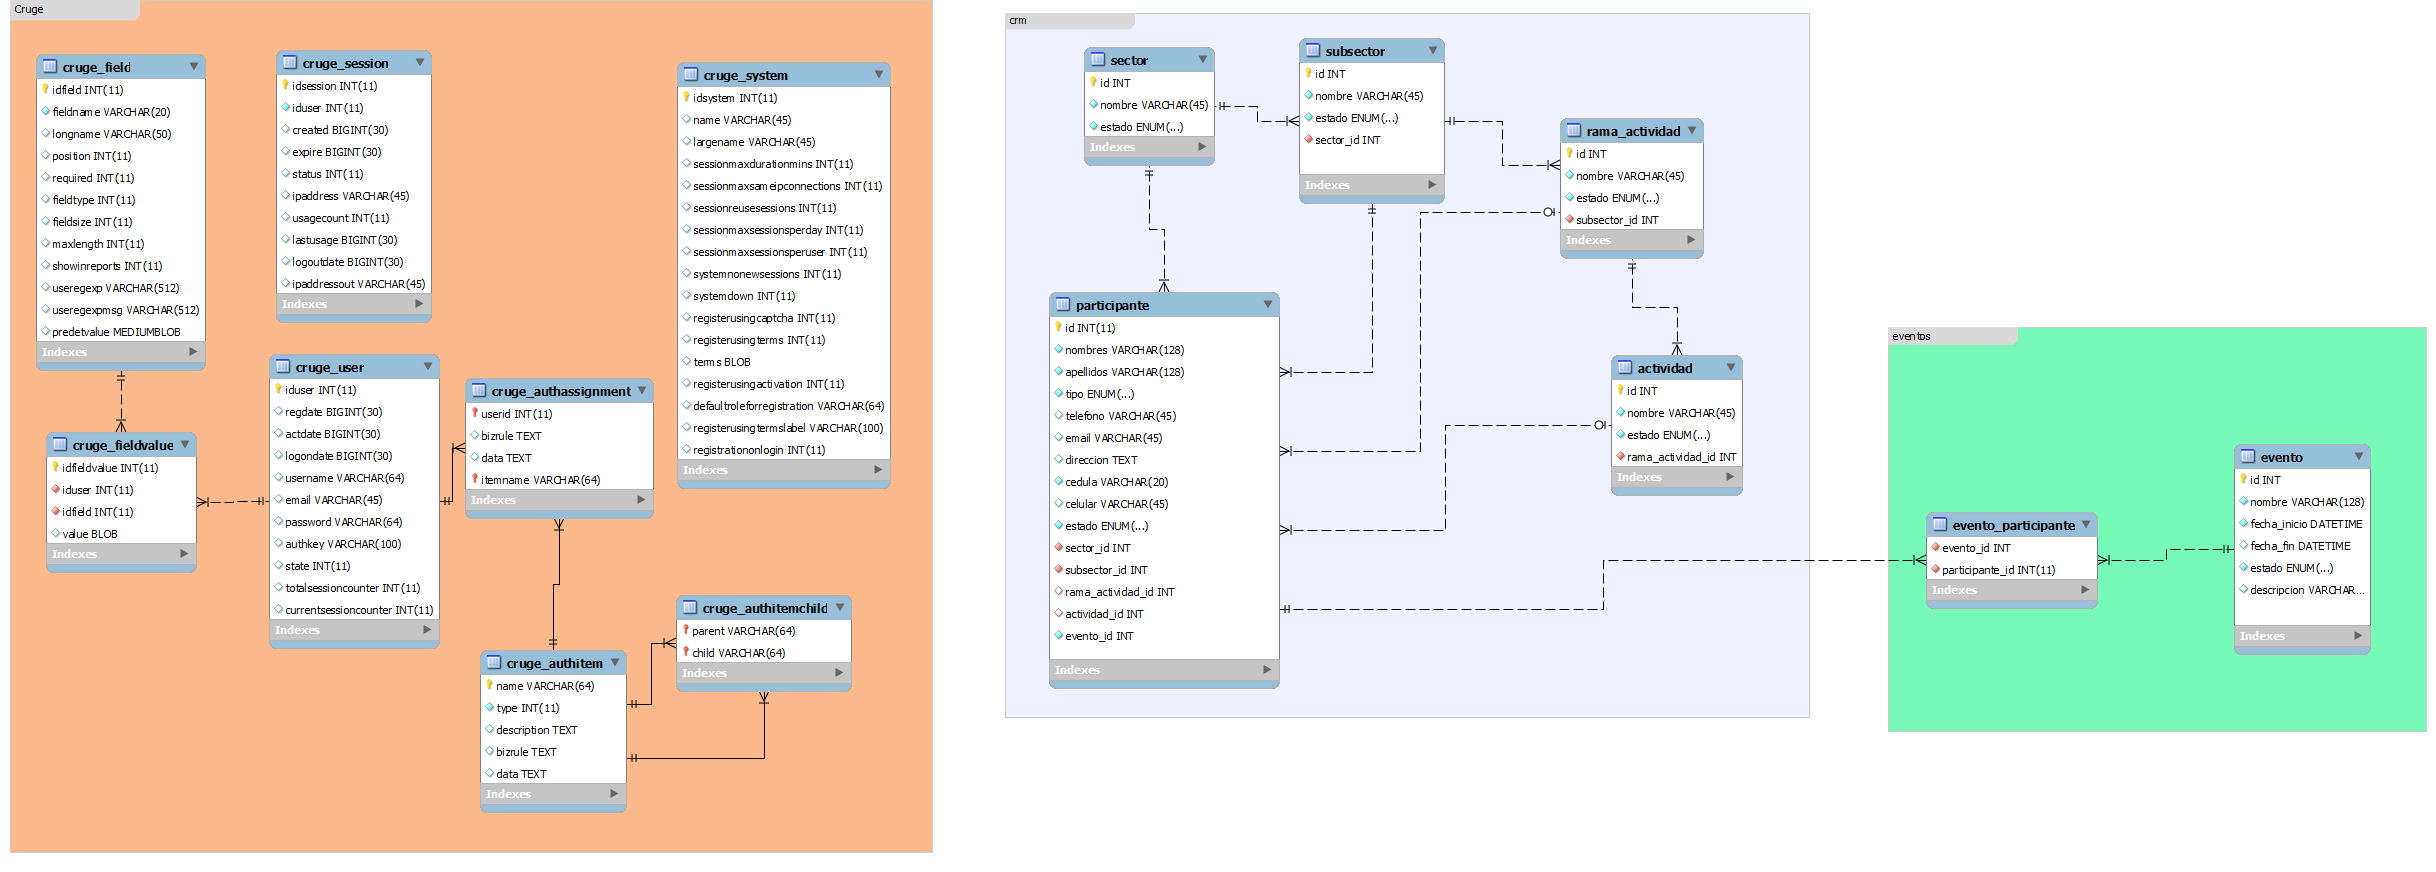 Cruge
cruge_field
idfield INT(11)
fieldname VARCHAR(20)
longname VARCHAR(50)
position INT(11)
required INT(11)
fieldtype INT(11)
fieldsize INT(11)
maxlength INT(11)
showinreports INT(11)
useregexp VARCHAR(512)
useregexpmsg VARCHAR(512)
predetvalue MEDIUMBLOB
Indexes
cruge_session
idsession INT(11)
iduser INT(11)
created BIGINT(30)
expire BIGINT(30)
status INT(11)
ipaddress VARCHAR(45)
usagecount INT(11)
lastusage BIGINT(30)
logoutdate BIGINT(30)
ipaddressout VARCHAR(45)
Indexes
cruge_system
idsystem INT(11)
name VARCHAR(45)
largename VARCHAR(45)
sessionmaxdurationmins INT(11)
sessionmaxsameipconnections INT(11)
sessionreusesessions INT(11)
sessionmaxsessionsperday INT(11)
sessionmaxsessionsperuser INT(11)
systemnonewsessions INT(11)
systemdown INT(11)
registerusingcaptcha INT(11)
registerusingterms INT(11)
terms BLOB
registerusingactivation INT(11)
defaultroleforregistration VARCHAR(64)
registerusingtermslabel VARCHAR(100)
registrationonlogin INT(11)
Indexes
cruge_fieldvalue
idfieldvalue INT(11)
iduser INT(11)
idfield INT(11)
value BLOB
Indexes
cruge_user
iduser INT(11)
regdate BIGINT(30)
actdate BIGINT(30)
logondate BIGINT(30)
username VARCHAR(64)
email VARCHAR(45)
password VARCHAR(64)
authkey VARCHAR(100)
state INT(11)
totalsessioncounter INT(11)
currentsessioncounter INT(11)
Indexes
cruge_authassignment
userid INT(11)
bizrule TEXT
data TEXT
itemname VARCHAR(64)
Indexes
cruge_authitemchild
parent VARCHAR(64)
child VARCHAR(64)
Indexes
cruge_authitem
name VARCHAR(64)
type INT(11)
description TEXT
bizrule TEXT
data TEXT
Indexes
crm
sector
id INT
nombre VARCHAR(45)
estado ENUM(...)
Indexes
subsector
id INT
nombre VARCHAR(45)
estado ENUM(...)
sector_id INT
Indexes
rama_actividad
id INT
nombre VARCHAR(45)
estado ENUM(...)
subsector_id INT
Indexes
participante
id INT(11)
nombres VARCHAR(128)
apellidos VARCHAR(128)
tipo ENUM(...)
telefono VARCHAR(45)
email VARCHAR(45)
direccion TEXT
cedula VARCHAR(20)
celular VARCHAR(45)
estado ENUM(...)
sector_id INT
subsector_id INT
rama_actividad_id INT
actividad_id INT
evento_id INT
Indexes
actividad
id INT
nombre VARCHAR(45)
estado ENUM(...)
rama_actividad_id INT
Indexes
eventos
evento_participante
evento_id INT
participante_id INT(11)
Indexes
evento
id INT
nombre VARCHAR(128)
fecha_inicio DATETIME
fecha_fin DATETIME
estado ENUM(...)
descripcion VARCHAR...
Indexes